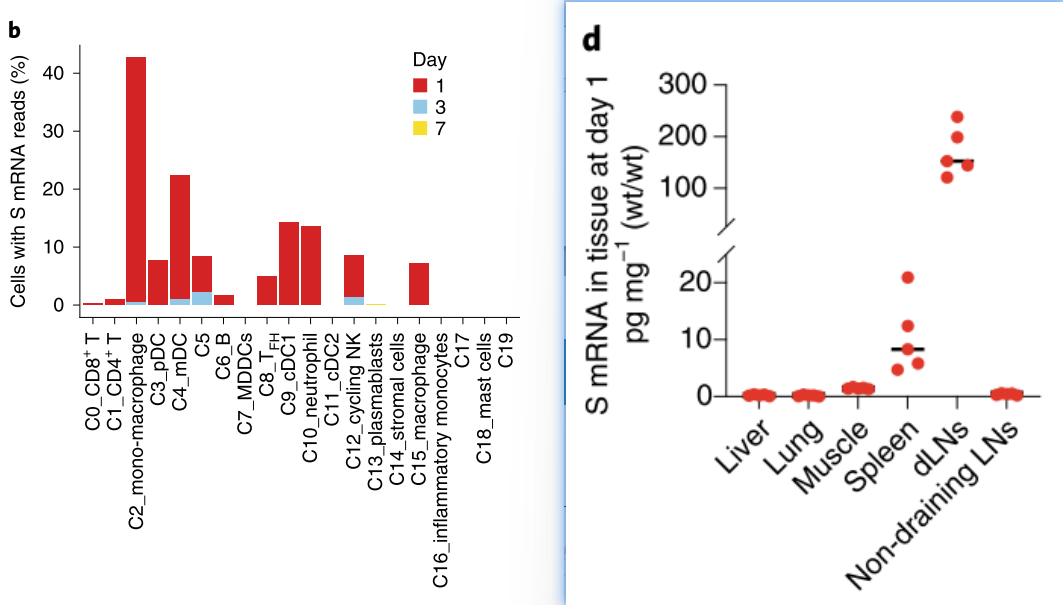 b
Cells with S mRNA reads (%)
40
30
20
10
0
Day
1
3
7
C0_CD8⁺ T
C1_CD4⁺ T
C2_mono-macrophage
C3_pDC
C4_mDC
C5
C6_B
C7_MDDCs
C8_T_FH
C9_cDC1
C10_neutrophil
C11_cDC2
C12_cycling NK
C13_plasmablasts
C14_stromal cells
C15_macrophage
C16_inflammatory monocytes
C17
C18_mast cells
C19
d
S mRNA in tissue at day 1
pg mg⁻¹ (wt/wt)
300
200
100
20
10
0
Liver
Lung
Muscle
Spleen
dLNs
Non-draining LNs